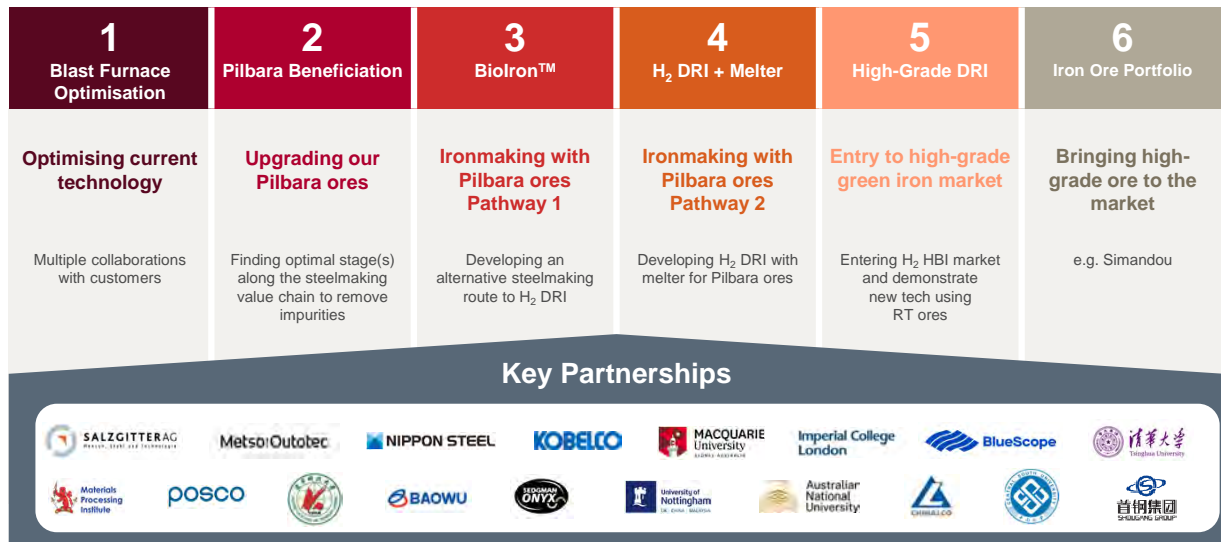 1
Blast Furnace
Optimisation
Optimising current
technology
Multiple collaborations
with customers
2
Pilbara Beneficiation
Upgrading our
Pilbara ores
Finding optimal stage(s)
along the steelmaking
value chain to remove
impurities
3
BioIron™
Ironmaking with
Pilbara ores
Pathway 1
Developing an
alternative steelmaking
route to H₂ DRI
4
H₂ DRI + Melter
Ironmaking with
Pilbara ores
Pathway 2
Developing H₂ DRI with
melter for Pilbara ores
5
High-Grade DRI
Entry to high-grade
green iron market
Entering H₂ HBI market
and demonstrate
new tech using
RT ores
6
Iron Ore Portfolio
Bringing high-
grade ore to the
market
e.g. Simandou
Key Partnerships
SALZGITTERAG
Metso:Outotec
NIPPON STEEL
KOBELCO
MACQUARIE
University
Imperial College
London
BlueScope
清華大学
Tsinghua University
Materials
Processing
Institute
posco
BAOWU
SEDGMAN
ONYX
University of
Nottingham
UK | CHINA | MALAYSIA
Australian
National
University
CHINALCO
首钢集团
SHOUGANG GROUP